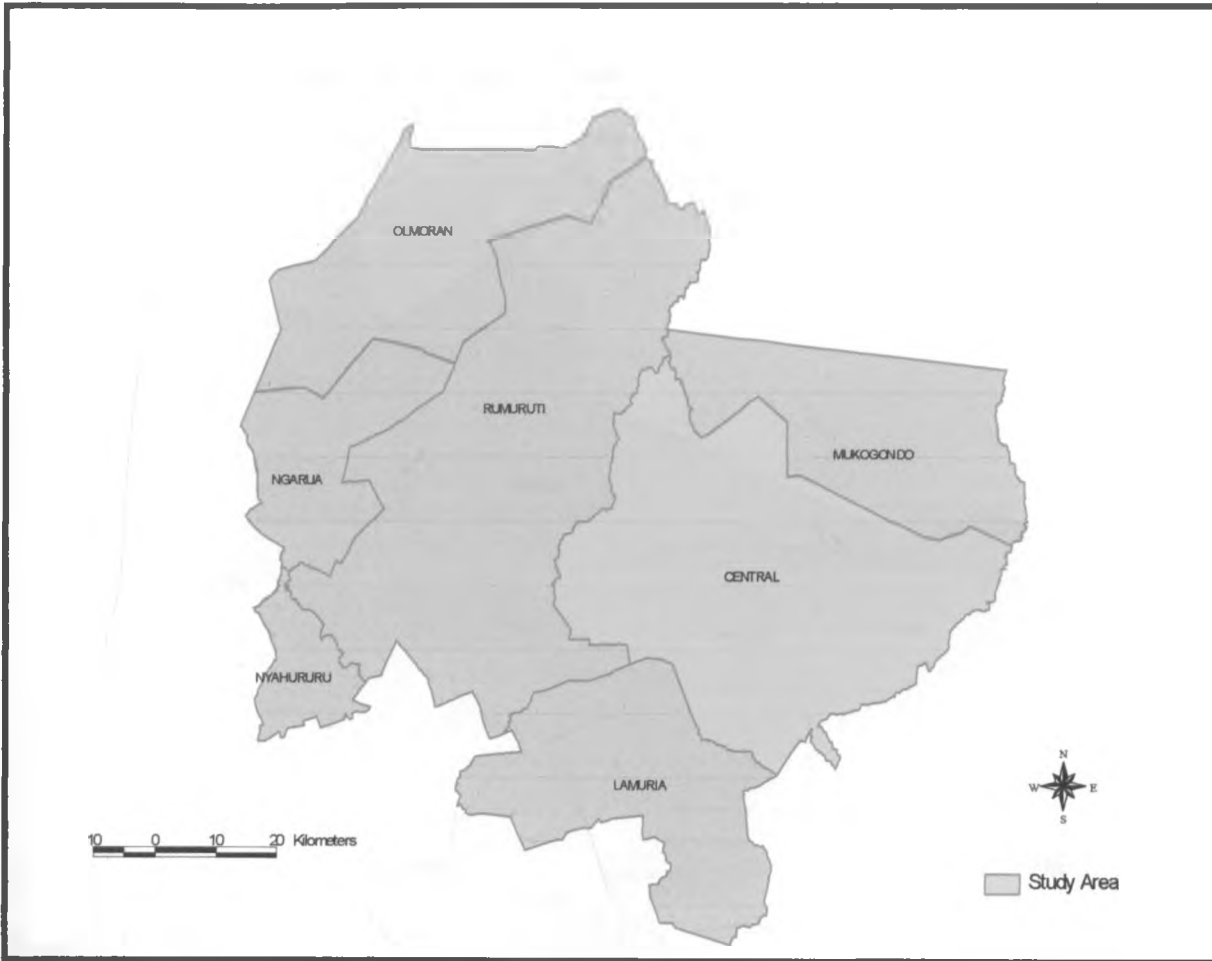 OLMORAN
RUMURUTI
MUKOGONDO
NGARUA
CENTRAL
NYAHURURU
LAMURIA
N
W E
S
10 0 10 20 Kilometers
Study Area